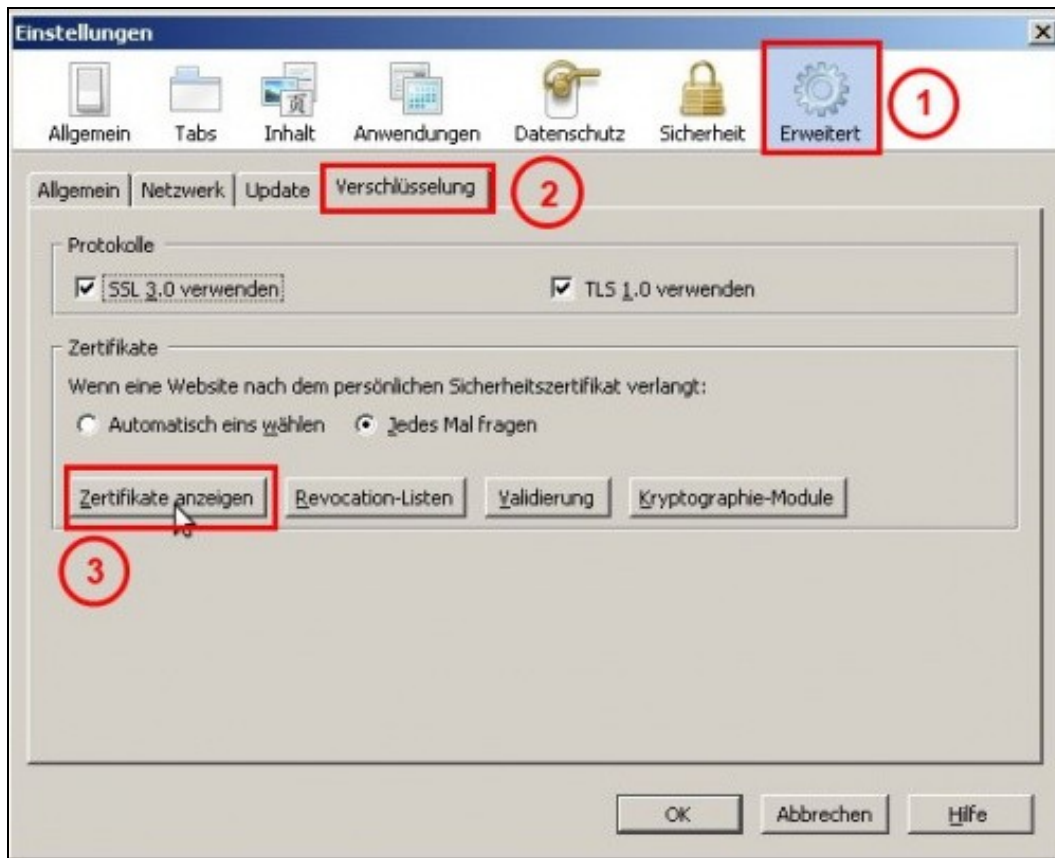 Einstellungen
Allgemein Tabs Inhalt Anwendungen Datenschutz Sicherheit Erweitert 1
Allgemein Netzwerk Update Verschlüsselung 2
Protokolle
SSL 3.0 verwenden TLS 1.0 verwenden
Zertifikate
Wenn eine Website nach dem persönlichen Sicherheitszertifikat verlangt:
Automatisch eins wählen Jedes Mal fragen
Zertifikate anzeigen Revocation-Listen Validierung Kryptographie-Module
3
OK Abbrechen Hilfe